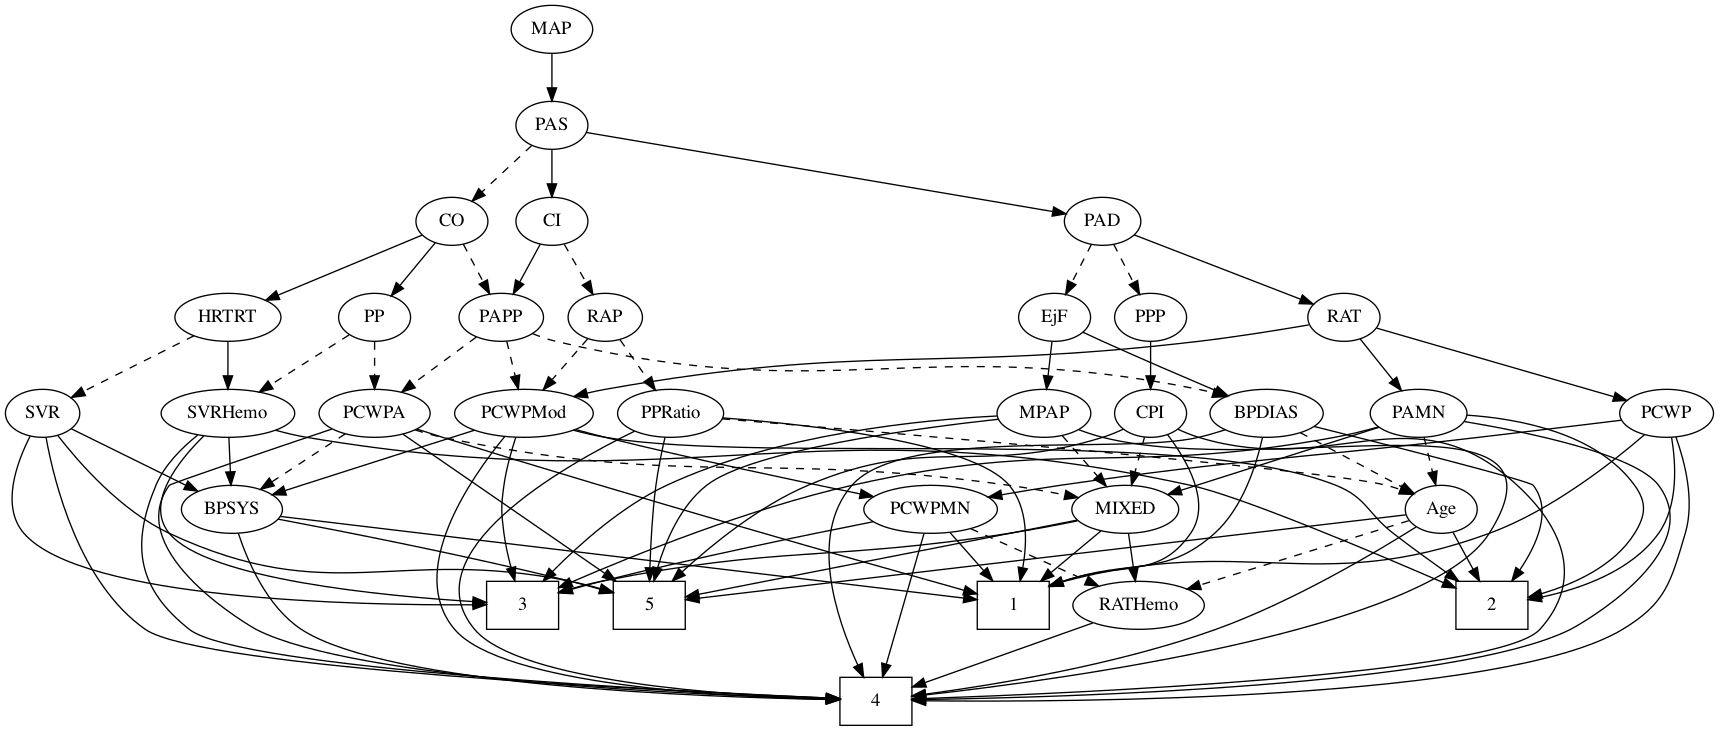 MAP
PAS
CO
CI
PAD
HRTRT
PP
PAPP
RAP
EjF
PPP
RAT
SVR
SVRHemo
PCWPA
PCWPMod
PPRatio
MPAP
CPI
BPDIAS
PAMN
PCWP
BPSYS
PCWPMN
MIXED
Age
3
5
1
RATHemo
2
4